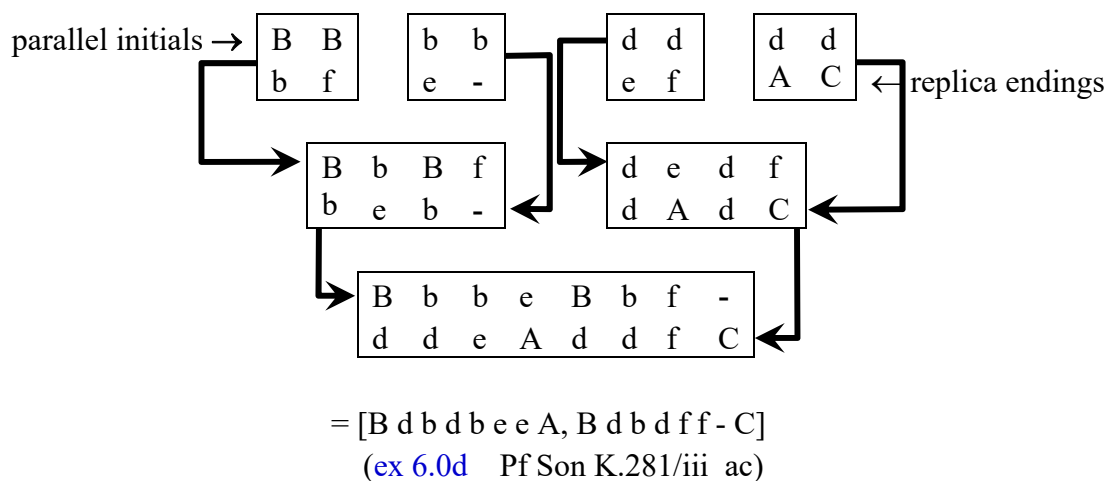 parallel initials → B B b b d d d d
b f e - e f A C ← replica endings
B b B f d e d f
b e b - d A d C
B b b e B b f -
d d e A d d f C
= [B d b d b e e A, B d b d f f - C]
(ex 6.0d Pf Son K.281/iii ac)